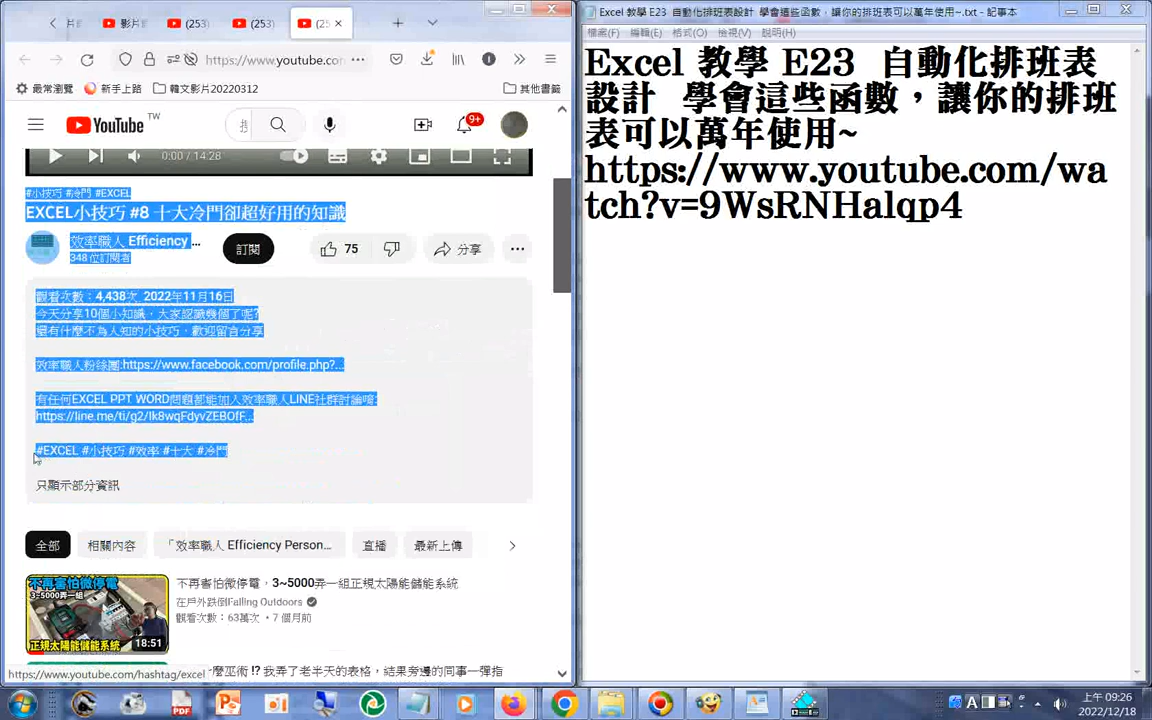 片長
影片
(253)
(253)
(25
https://www.youtube.co
最常瀏覽
新手上路
韓文影片20220312
其他書籤
YouTube TW
9+
0:00 / 14:28
#小技巧 #冷門 #EXCEL
EXCEL小技巧 #8 十大冷門卻超好用的知識
效率職人 Efficiency ...
348 位訂閱者
訂閱
75
分享
觀看次數：4,438次 2022年11月16日
今天分享10個小知識，大家認識幾個了呢?
還有什麼不為人知的小技巧，歡迎留言分享
效率職人粉絲團:https://www.facebook.com/profile.php?...
有任何EXCEL PPT WORD問題都能加入效率職人LINE社群討論唷:
https://line.me/ti/g2/Ik8wqFdyvZEBOfF...
#EXCEL #小技巧 #效率 #十大 #冷門
只顯示部分資訊
全部
相關內容
「效率職人 Efficiency Person...
直播
最新上傳
不再害怕微停電
3~5000弄一組
正規太陽能儲能系統
18:51
不再害怕微停電，3~5000弄一組正規太陽能儲能系統
在戶外跌倒Falling Outdoors
觀看次數：63萬次 • 7 個月前
麼巫術 !? 我弄了老半天的表格，結果旁邊的同事一彈指
https://www.youtube.com/hashtag/excel
Excel 教學 E23 自動化排班表設計 學會這些函數，讓你的排班表可以萬年使用~.txt - 記事本
檔案(F) 編輯(E) 格式(O) 檢視(V) 說明(H)
Excel 教學 E23 自動化排班表
設計 學會這些函數，讓你的排班
表可以萬年使用~
https://www.youtube.com/wa
tch?v=9WsRNHalqp4
PDF
A
上午 09:26
2022/12/18